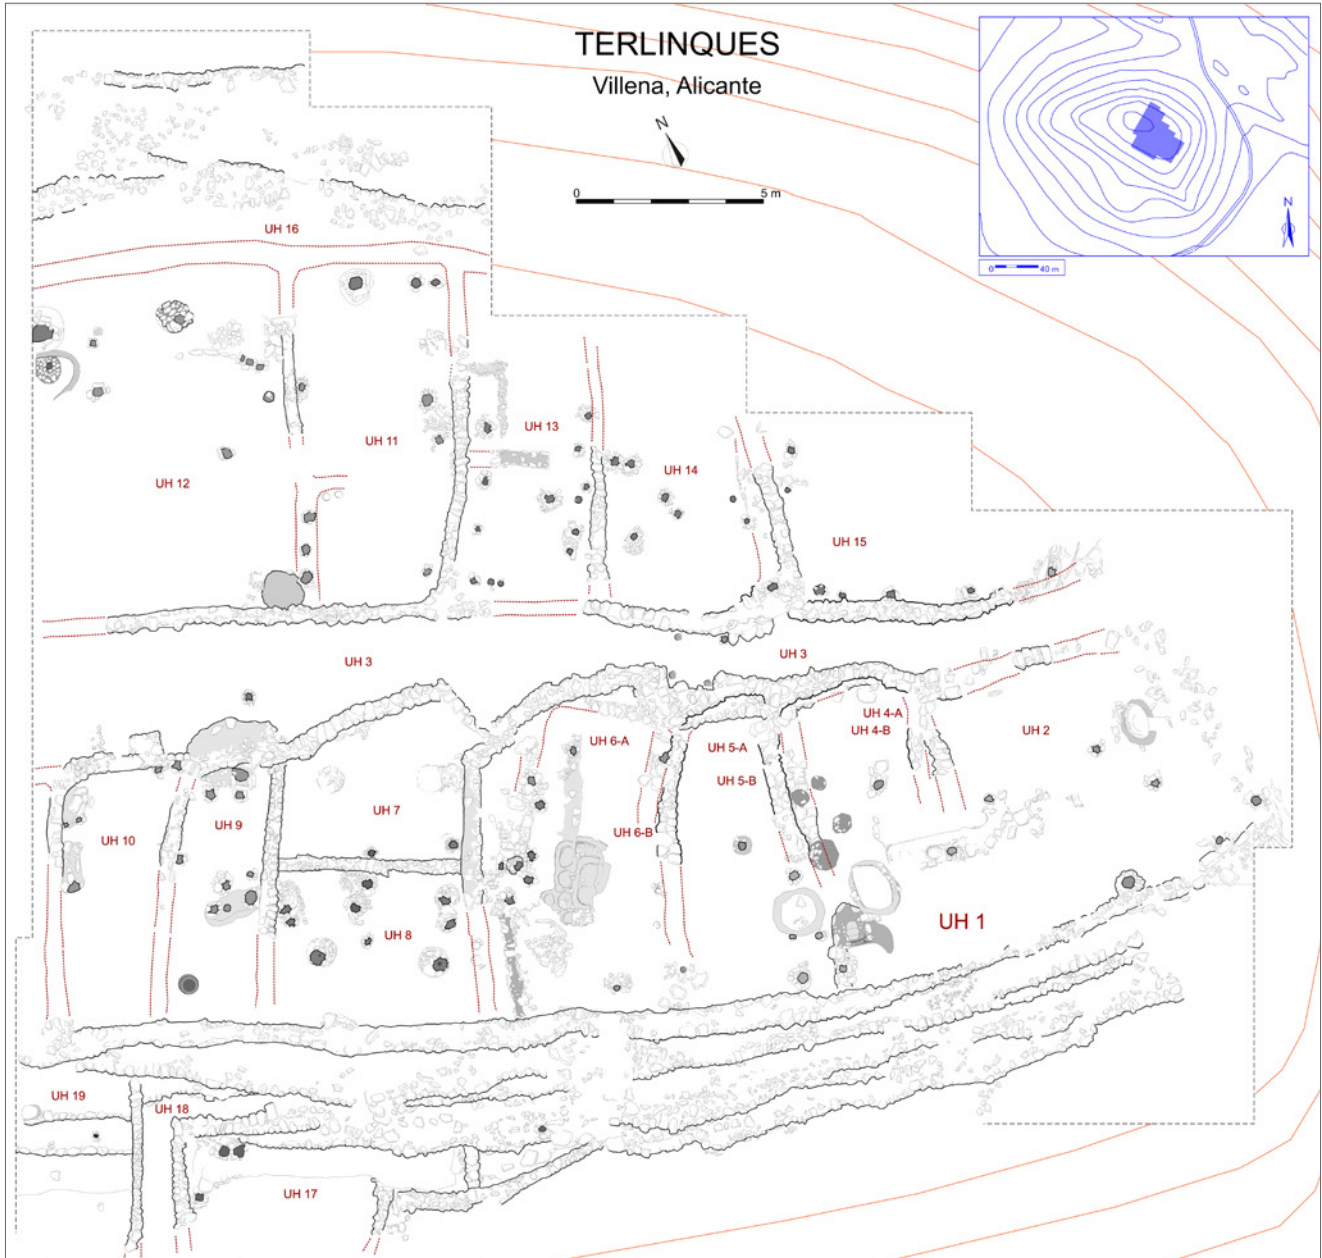 TERLINQUES
Villena, Alicante
N
0 5 m
N
0 40 m
UH 16
UH 11
UH 13
UH 14
UH 12
UH 15
UH 3
UH 3
UH 4-A
UH 4-B
UH 2
UH 6-A
UH 5-A
UH 5-B
UH 7
UH 9
UH 10
UH 6-B
UH 8
UH 1
UH 19
UH 18
UH 17